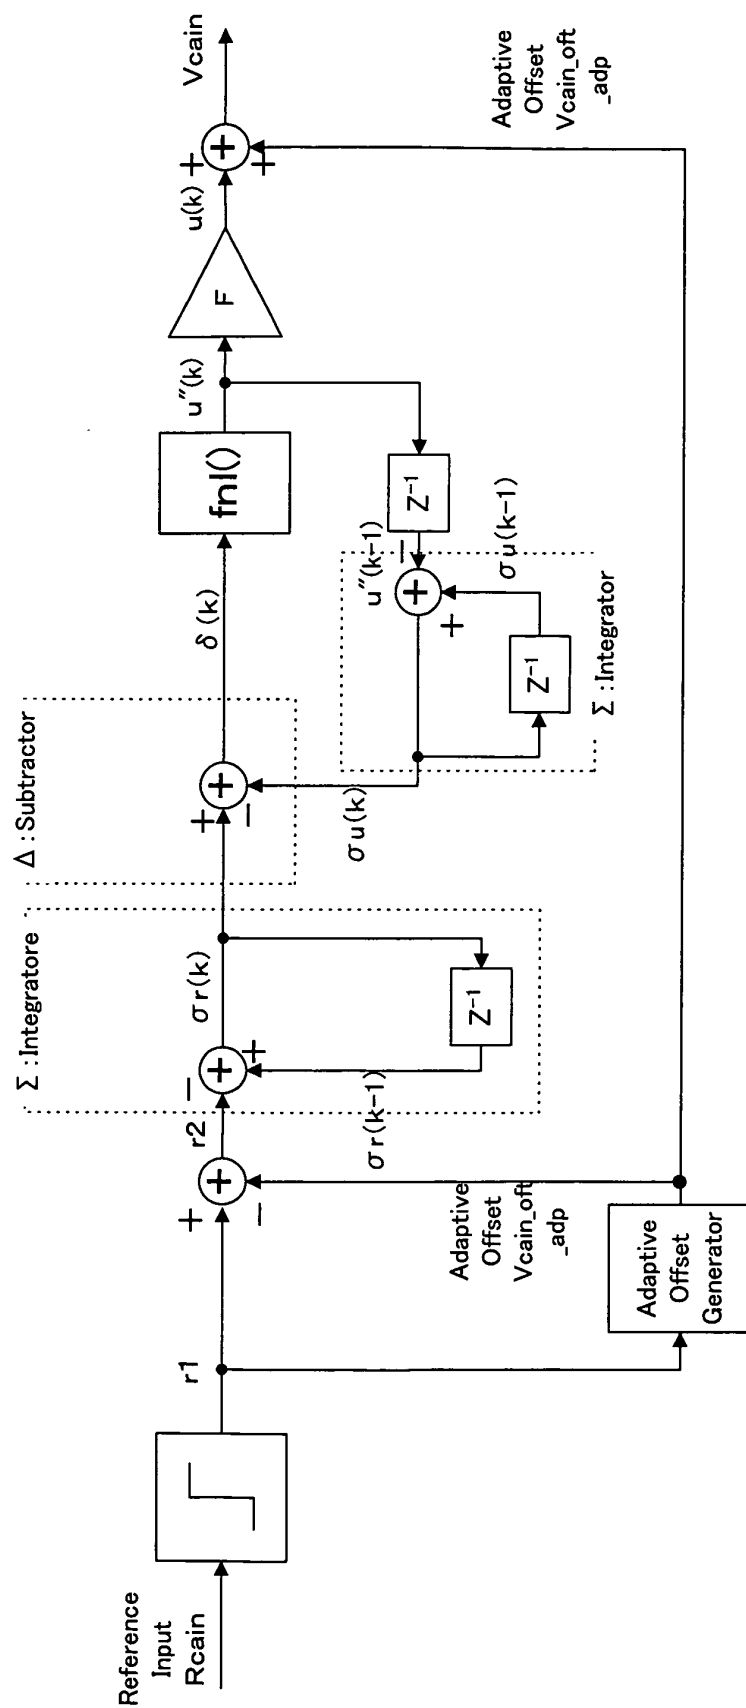 Reference
Input
Rcain
r1
+
−
Adaptive
Offset
Vcain_oft
_adp
Adaptive
Offset
Generator
+
r2
Σ :Integratore
−
+
+
σr(k-1)
σr(k)
Z⁻¹
Δ :Subtractor
+
−
+
σu(k)
δ(k)
Σ :Integrator
Z⁻¹
σu(k-1)
+
+
−
u″(k-1)
Z⁻¹
fnl()
u″(k)
F
u(k)
+
+
+
Vcain
Adaptive
Offset
Vcain_oft
_adp